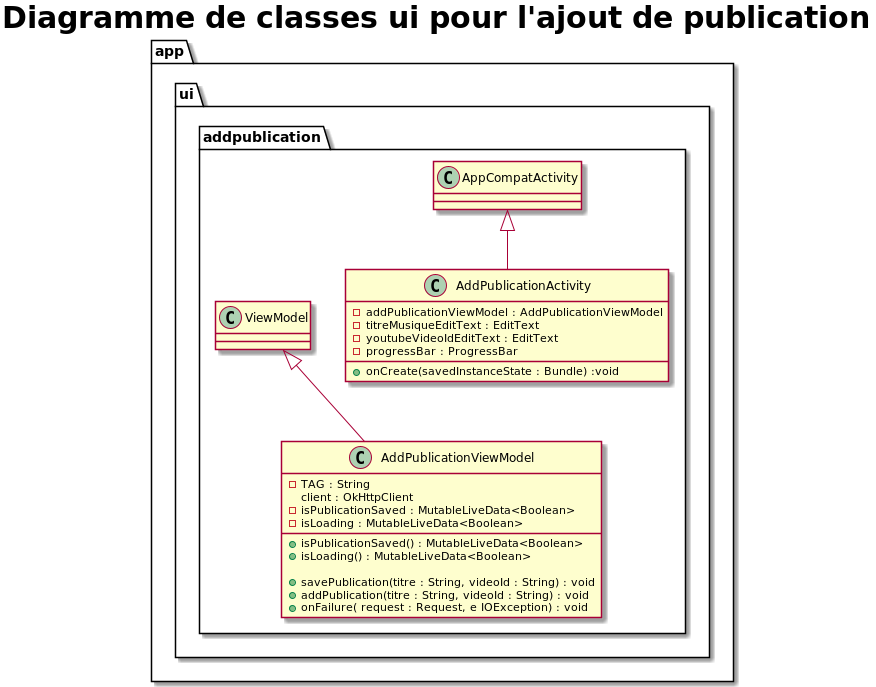 Diagramme de classes ui pour l'ajout de publication
app
ui
addpublication
C AppCompatActivity
C AddPublicationActivity
addPublicationViewModel : AddPublicationViewModel
titreMusiqueEditText : EditText
youtubeVideoIdEditText : EditText
progressBar : ProgressBar
onCreate(savedInstanceState : Bundle) :void
C ViewModel
C AddPublicationViewModel
TAG : String
client : OkHttpClient
isPublicationSaved : MutableLiveData<Boolean>
isLoading : MutableLiveData<Boolean>
isPublicationSaved() : MutableLiveData<Boolean>
isLoading() : MutableLiveData<Boolean>
savePublication(titre : String, videoId : String) : void
addPublication(titre : String, videoId : String) : void
onFailure( request : Request, e IOException) : void